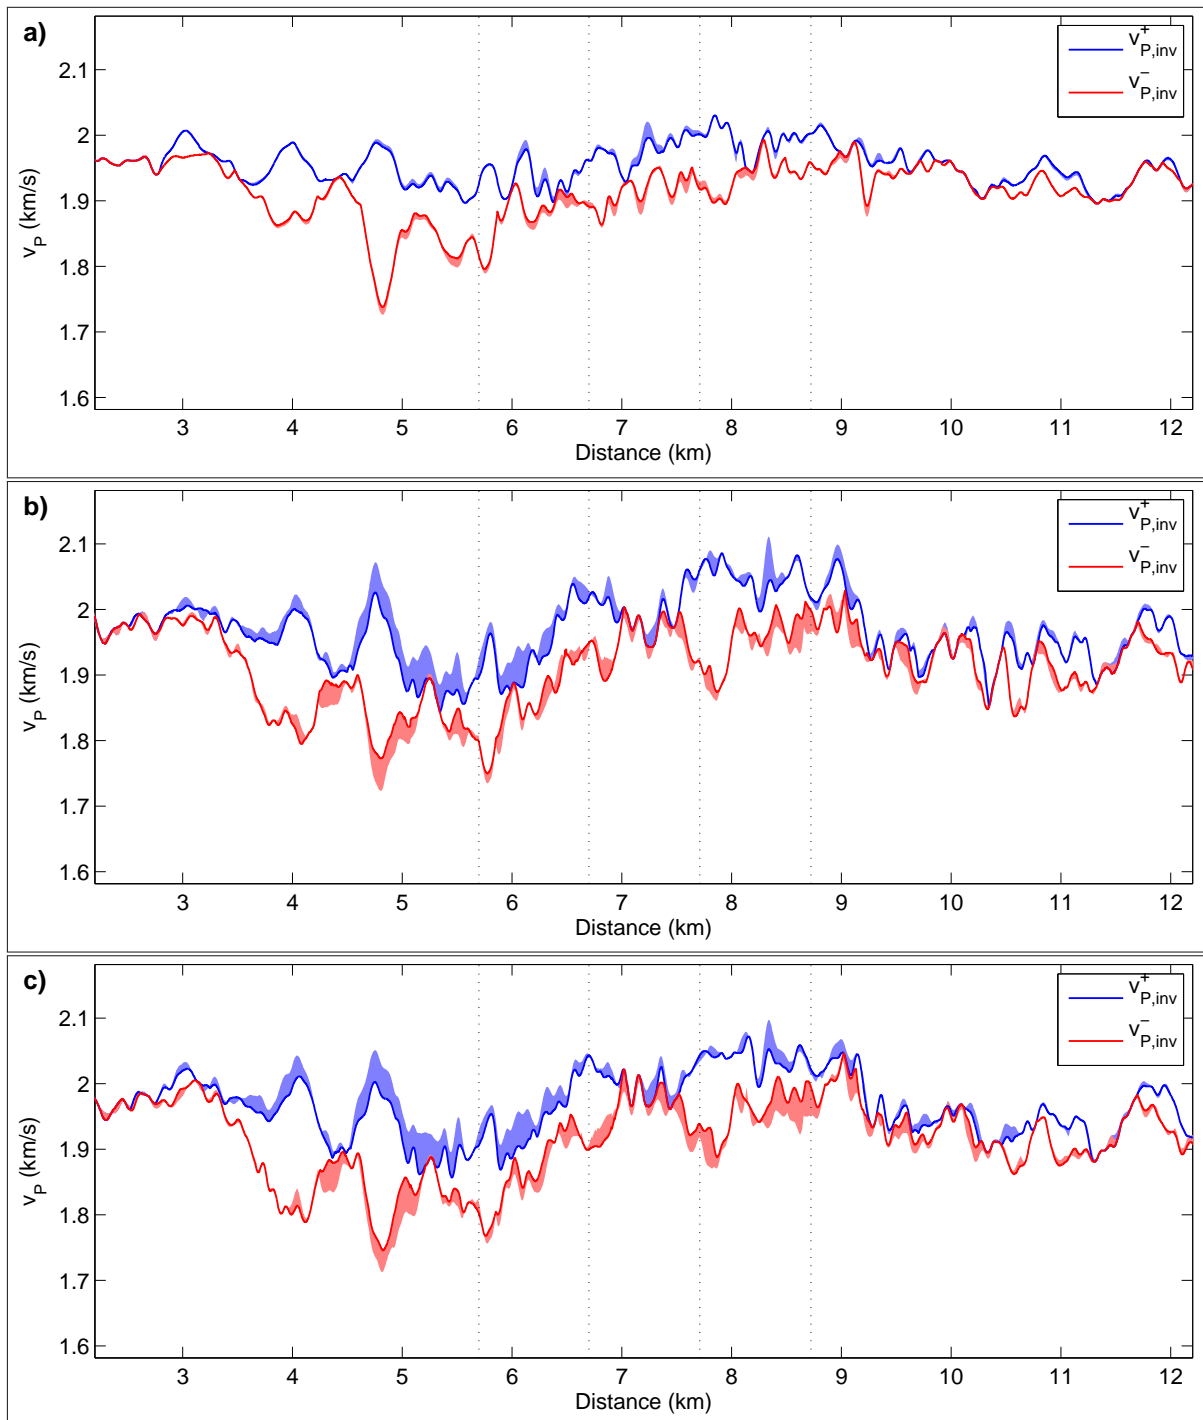 a)
v⁺P,inv
v⁻P,inv
2.1
2
1.9
1.8
1.7
1.6
vP (km/s)
3 4 5 6 7 8 9 10 11 12
Distance (km)
b)
v⁺P,inv
v⁻P,inv
2.1
2
1.9
1.8
1.7
1.6
vP (km/s)
3 4 5 6 7 8 9 10 11 12
Distance (km)
c)
v⁺P,inv
v⁻P,inv
2.1
2
1.9
1.8
1.7
1.6
vP (km/s)
3 4 5 6 7 8 9 10 11 12
Distance (km)